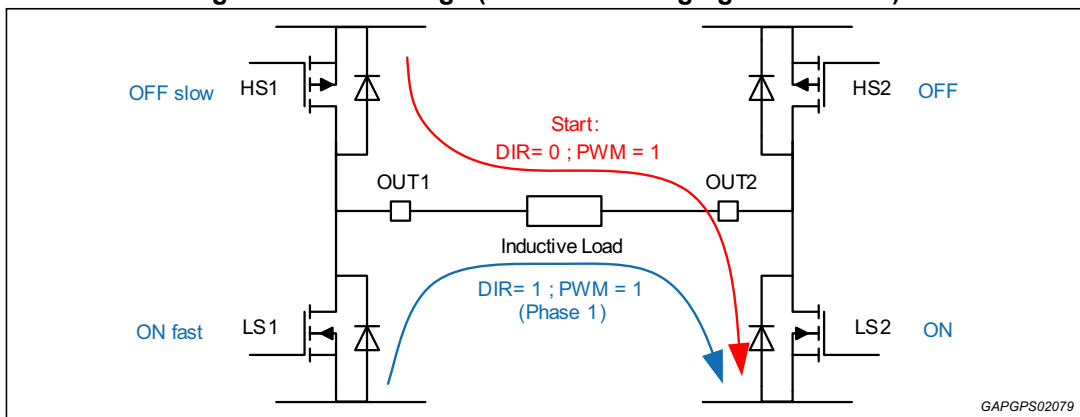 HS1
OFF slow
HS2
OFF
Start:
DIR= 0 ; PWM = 1
OUT1
OUT2
Inductive Load
DIR= 1 ; PWM = 1
(Phase 1)
LS1
ON fast
LS2
ON
GAPGPS02079